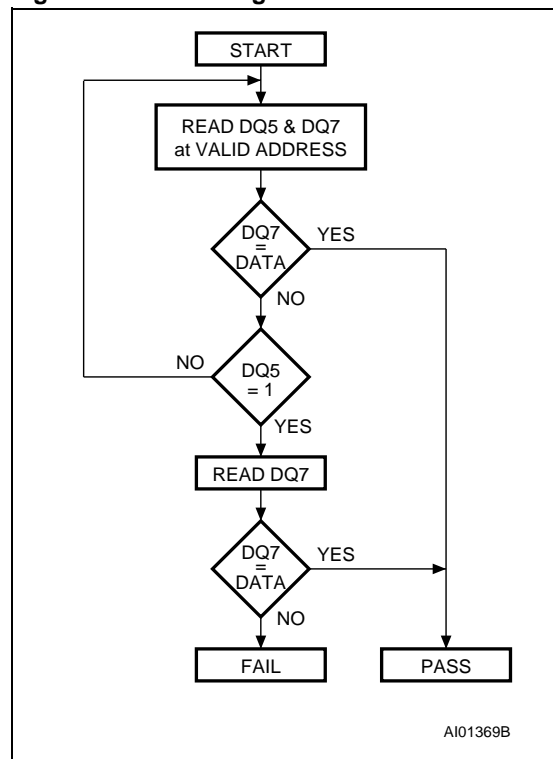 START
READ DQ5 & DQ7
at VALID ADDRESS
DQ7
=
DATA
YES
NO
NO
DQ5
= 1
YES
READ DQ7
DQ7
=
DATA
YES
NO
FAIL
PASS
AI01369B